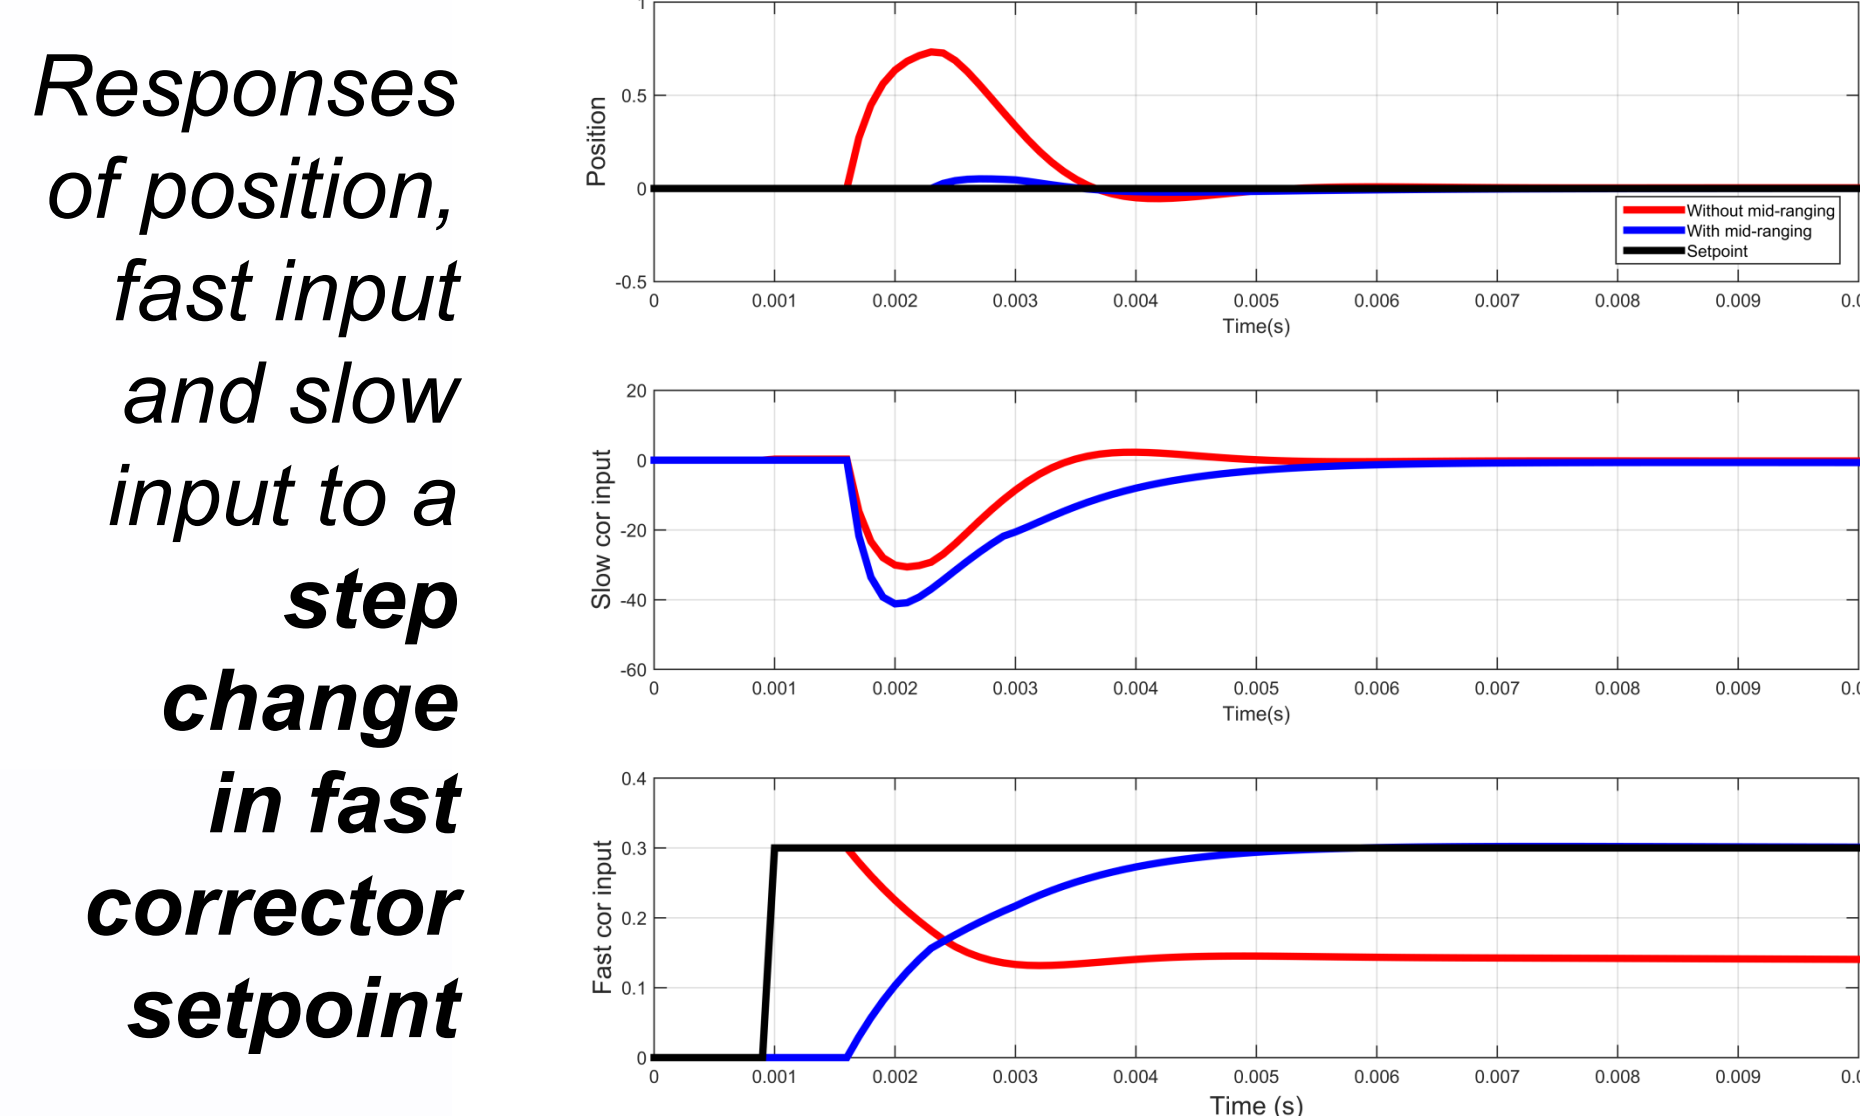 Responses
of position,
fast input
and slow
input to a
step
change
in fast
corrector
setpoint
1
0.5
0
-0.5
Position
0 0.001 0.002 0.003 0.004 0.005 0.006 0.007 0.008 0.009
Time(s)
Without mid-ranging
With mid-ranging
Setpoint
20
0
-20
-40
-60
Slow cor input
0 0.001 0.002 0.003 0.004 0.005 0.006 0.007 0.008 0.009
Time(s)
0.4
0.3
0.2
0.1
0
Fast cor input
0 0.001 0.002 0.003 0.004 0.005 0.006 0.007 0.008 0.009
Time (s)